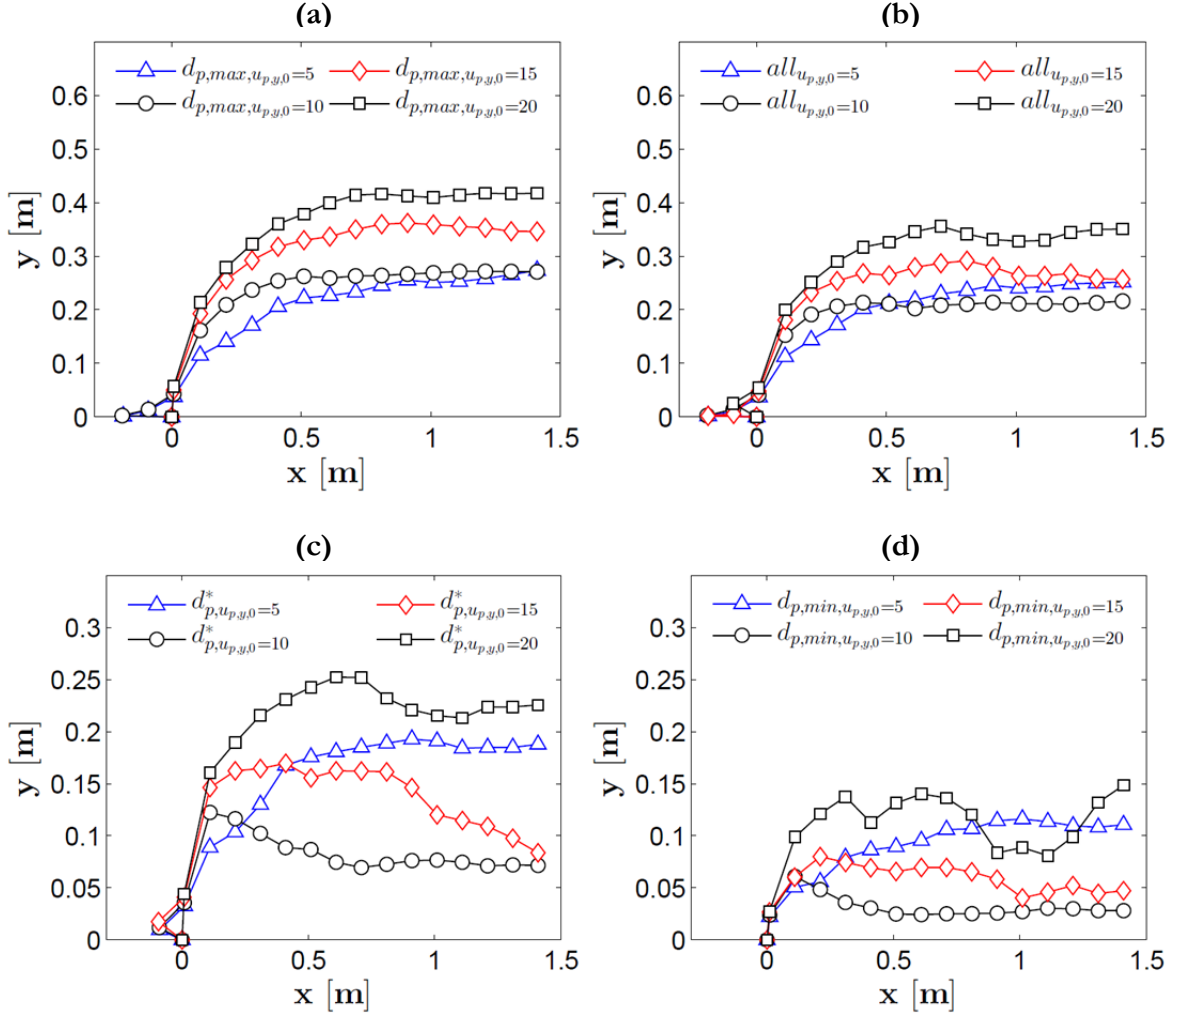 (a) (b)
d_{p,max,u_{p,y,0}=5} d_{p,max,u_{p,y,0}=15}
d_{p,max,u_{p,y,0}=10} d_{p,max,u_{p,y,0}=20}
0.6
0.5
0.4
0.3
0.2
0.1
0
y [m]
0 0.5 1 1.5
x [m]
all_{u_{p,y,0}=5} all_{u_{p,y,0}=15}
all_{u_{p,y,0}=10} all_{u_{p,y,0}=20}
0.6
0.5
0.4
0.3
0.2
0.1
0
y [m]
0 0.5 1 1.5
x [m]
(c) (d)
d^*_{p,u_{p,y,0}=5} d^*_{p,u_{p,y,0}=15}
d^*_{p,u_{p,y,0}=10} d^*_{p,u_{p,y,0}=20}
0.3
0.25
0.2
0.15
0.1
0.05
0
y [m]
0 0.5 1 1.5
x [m]
d_{p,min,u_{p,y,0}=5} d_{p,min,u_{p,y,0}=15}
d_{p,min,u_{p,y,0}=10} d_{p,min,u_{p,y,0}=20}
0.3
0.25
0.2
0.15
0.1
0.05
0
y [m]
0 0.5 1 1.5
x [m]